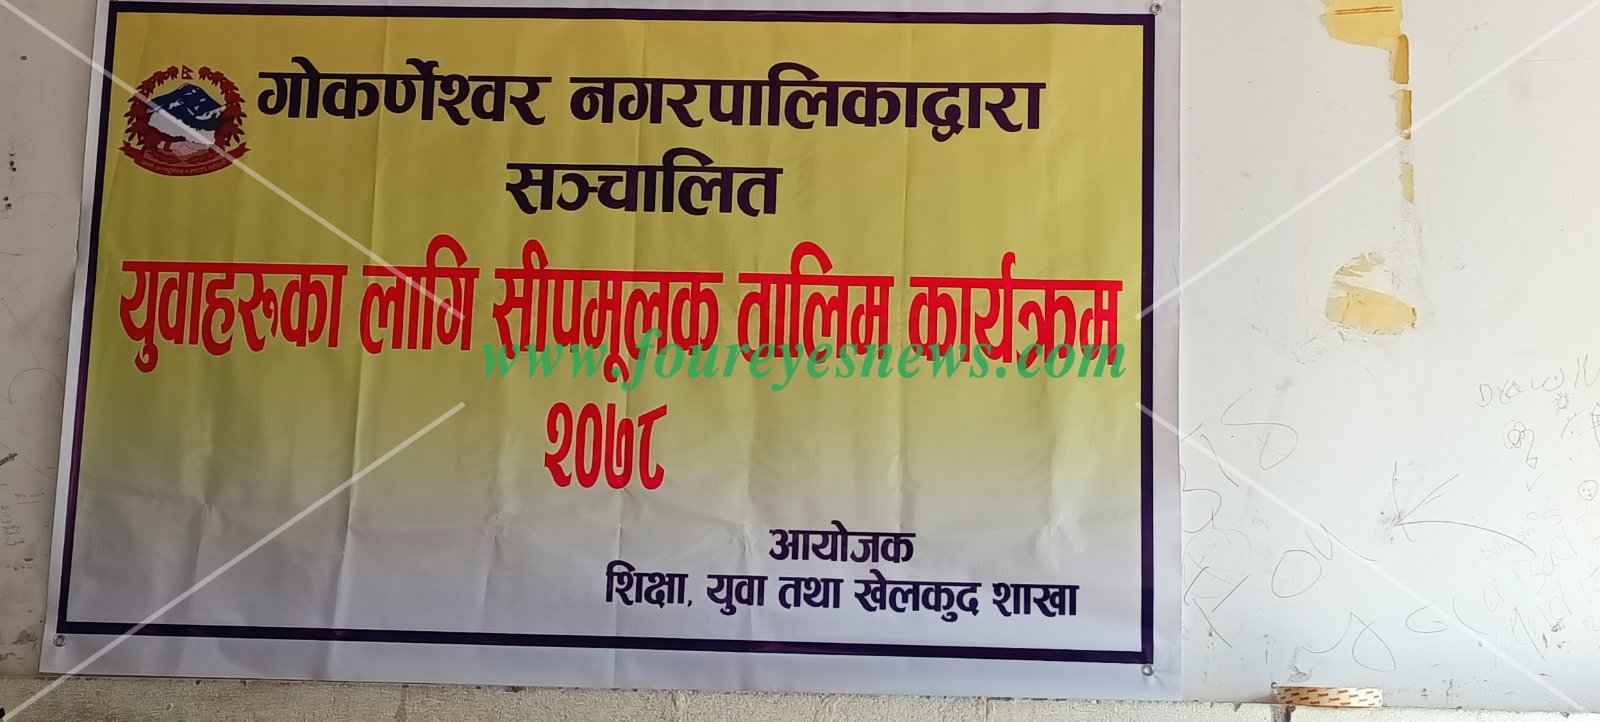 गोकर्णेश्वर नगरपालिकाद्वारा
सञ्चालित
युवाहरुका लागि सीपमूलक तालिम कार्यक्रम
www.foureyesnews.com
२०७८
आयोजक
शिक्षा, युवा तथा खेलकुद शाखा